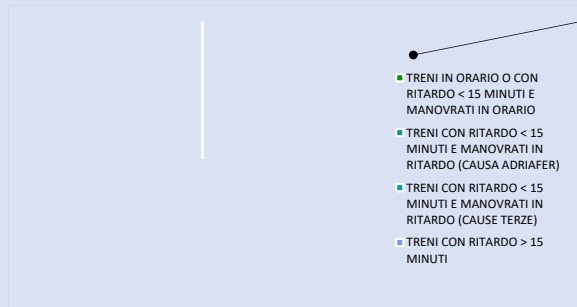 TRENI IN ORARIO O CON
RITARDO < 15 MINUTI E
MANOVRATI IN ORARIO
TRENI CON RITARDO < 15
MINUTI E MANOVRATI IN
RITARDO (CAUSA ADRIAFER)
TRENI CON RITARDO < 15
MINUTI E MANOVRATI IN
RITARDO (CAUSE TERZE)
TRENI CON RITARDO > 15
MINUTI